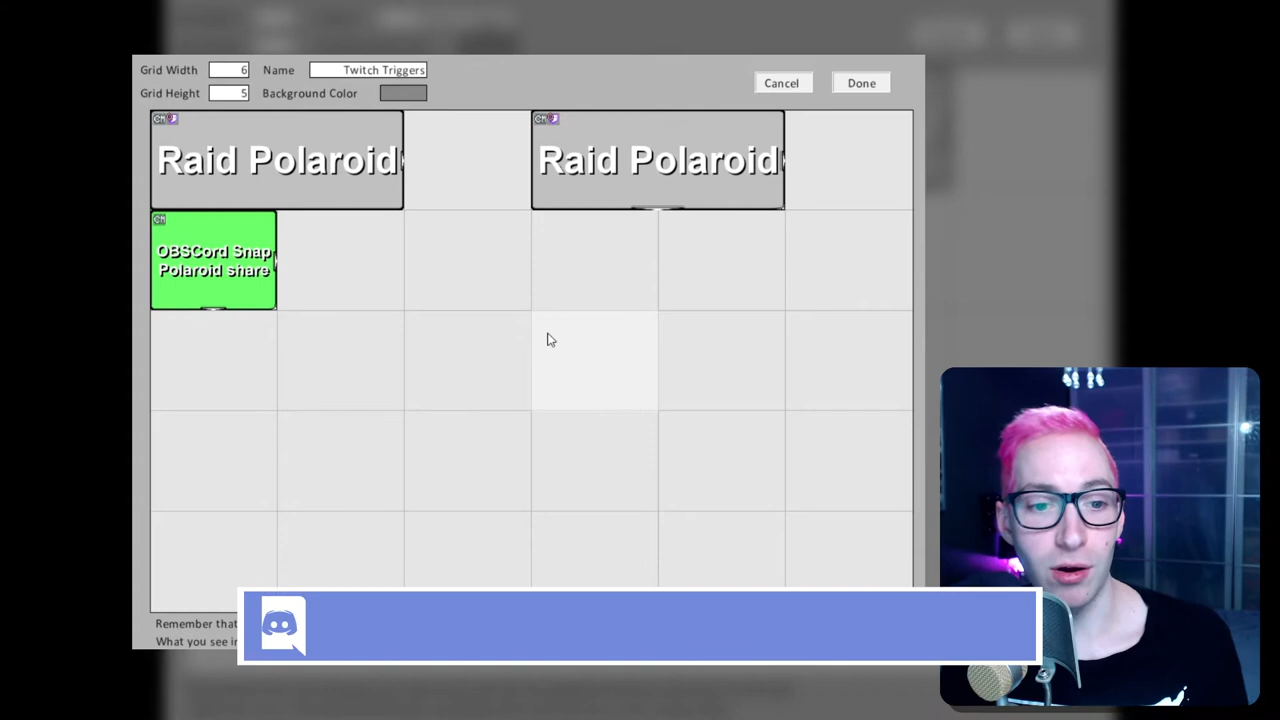 Grid Width 6 Name Twitch Triggers
Grid Height 5 Background Color
Cancel Done
Raid Polaroid Raid Polaroid
OBSCord Snap
Polaroid share
Remember that
What you see in